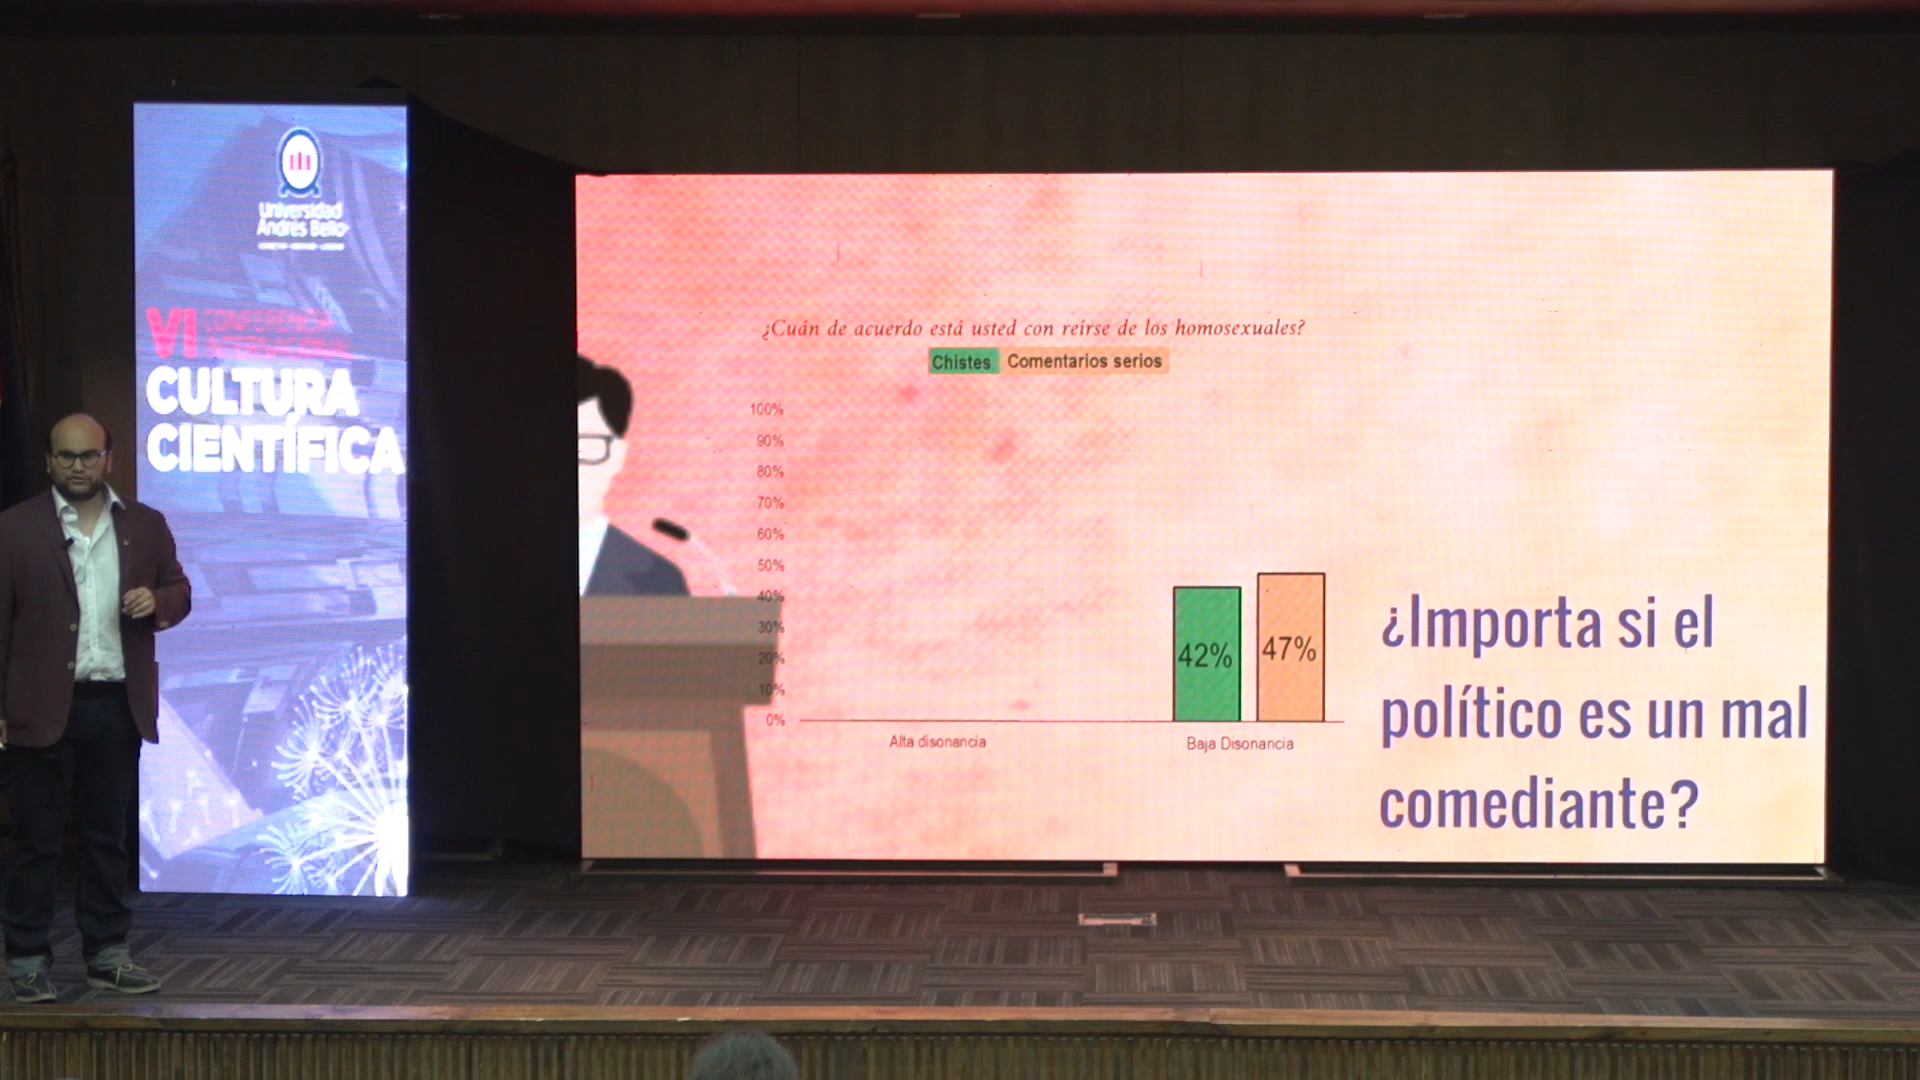 Universidad
Andrés Bello
VI CONFERENCIA
INTERNACIONAL
CULTURA
CIENTÍFICA
¿Cuán de acuerdo está usted con reírse de los homosexuales?
Chistes Comentarios serios
100%
90%
80%
70%
60%
50%
40%
30%
20%
10%
0%
42%
47%
Alta disonancia
Baja Disonancia
¿Importa si el
político es un mal
comediante?